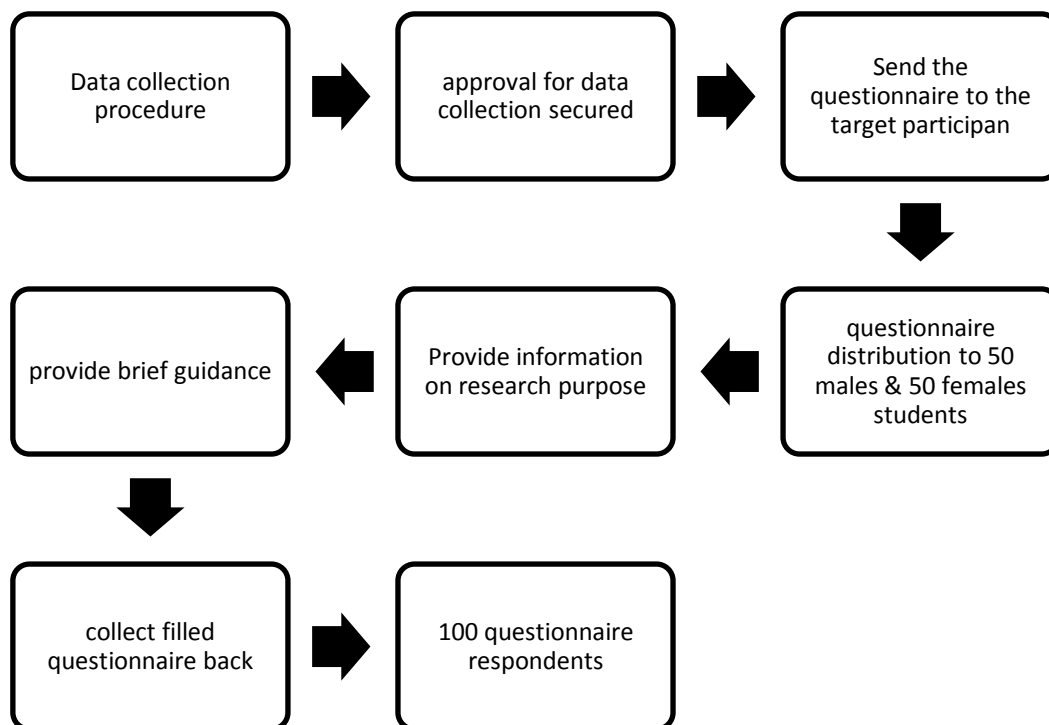 Data collection
procedure
approval for data
collection secured
Send the
questionnaire to the
target participan
questionnaire
distribution to 50
males & 50 females
students
Provide information
on research purpose
provide brief guidance
collect filled
questionnaire back
100 questionnaire
respondents